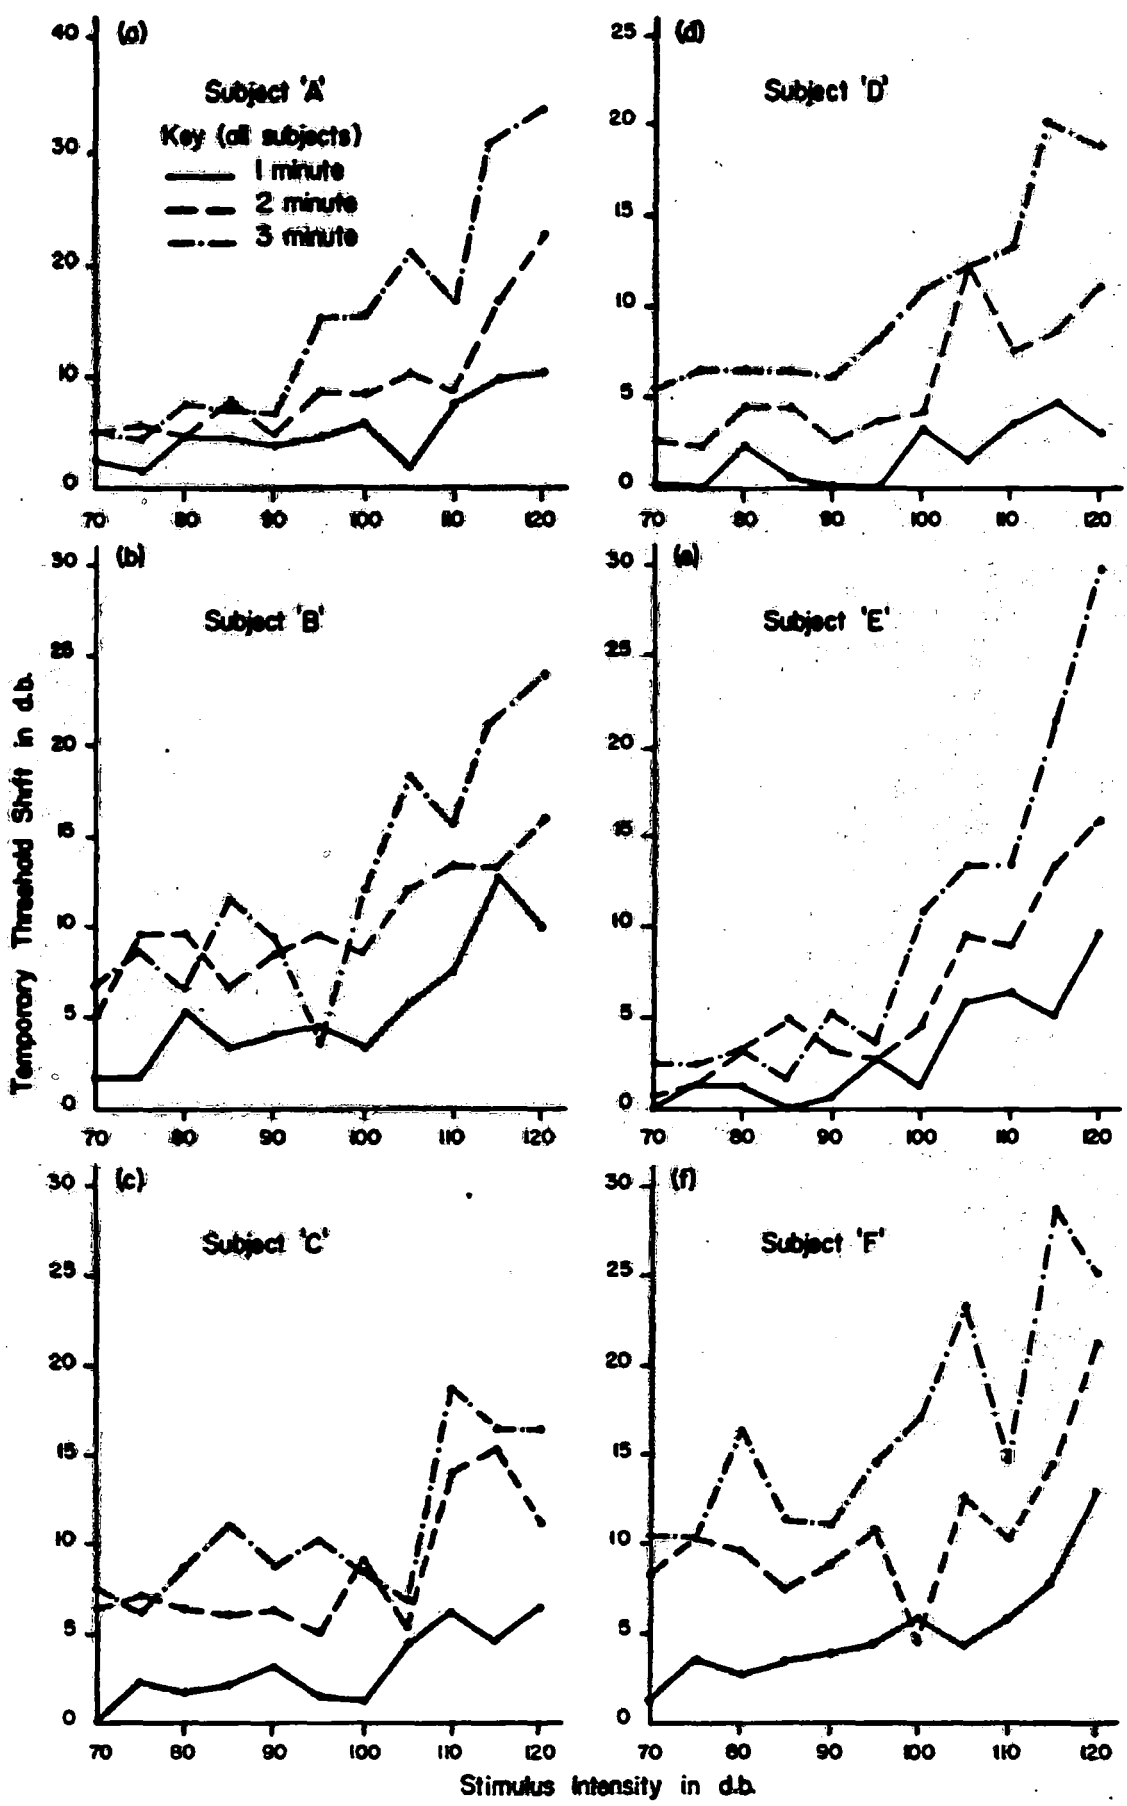 (a)
Subject 'A'
Key (all subjects)
1 minute
2 minute
3 minute
40
30
20
10
0
70 80 90 100 110 120
(d)
Subject 'D'
25
20
15
10
5
0
70 80 90 100 110 120
(b)
Subject 'B'
30
25
20
15
10
5
0
70 80 90 100 110 120
(e)
Subject 'E'
30
25
20
15
10
5
0
70 80 90 100 110 120
(c)
Subject 'C'
30
25
20
15
10
5
0
70 80 90 100 110 120
(f)
Subject 'F'
30
25
20
15
10
5
0
70 80 90 100 110 120
Temporary Threshold Shift in d.b.
Stimulus Intensity in d.b.